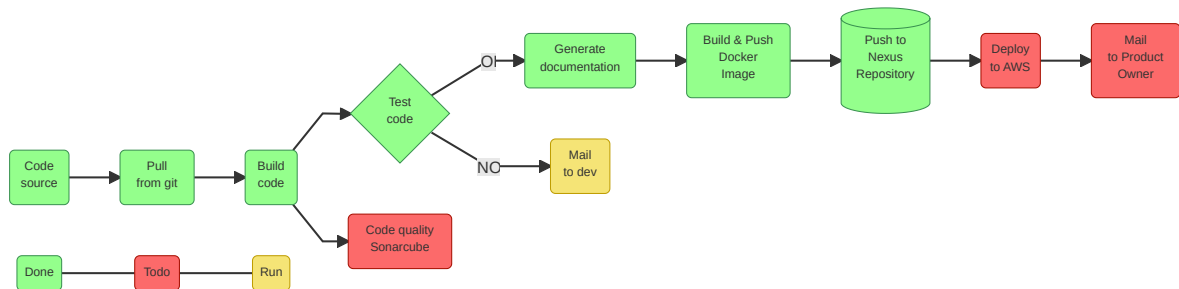 Code
source
Pull
from git
Build
code
Test
code
Generate
documentation
Build & Push
Docker
Image
Push to
Nexus
Repository
Deploy
to AWS
Mail
to Product
Owner
NO
Mail
to dev
Code quality
Sonarcube
Done
Todo
Run